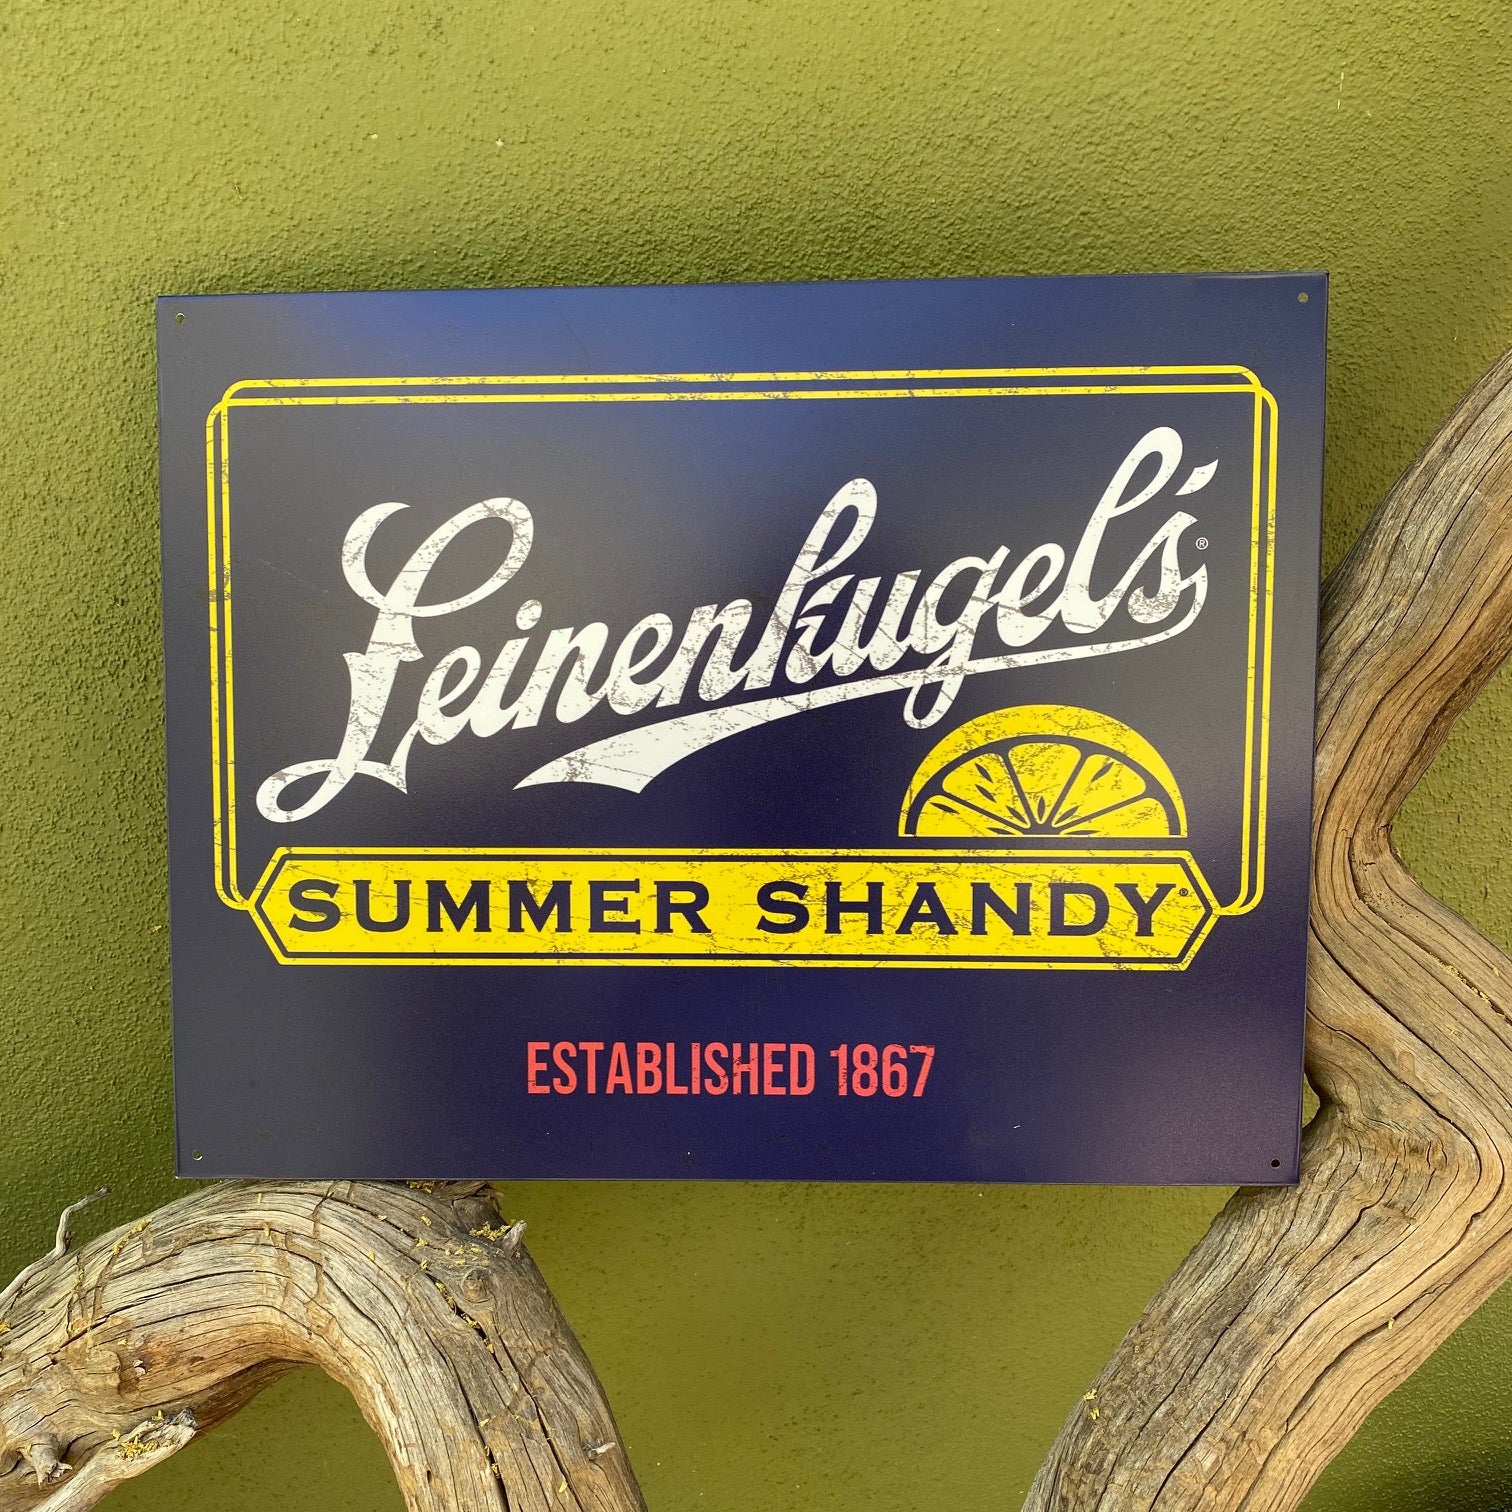 Leinenkugel's®
SUMMER SHANDY®
ESTABLISHED 1867